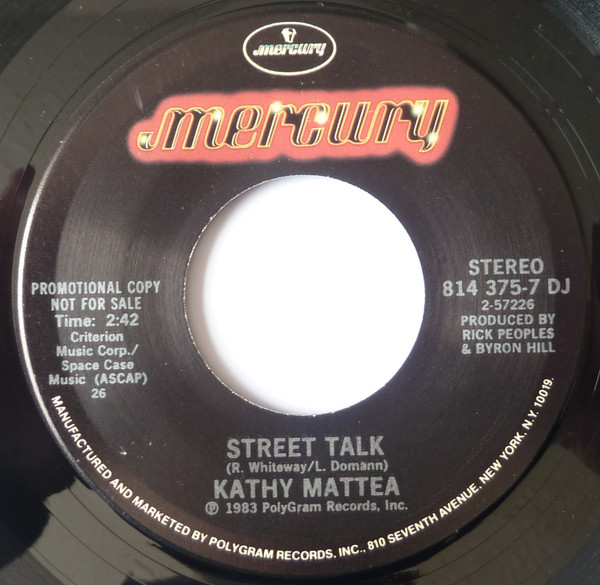 mercury
mercury
PROMOTIONAL COPY
NOT FOR SALE
Time: 2:42
Criterion
Music Corp./
Space Case
Music (ASCAP)
26
STEREO
814 375-7 DJ
2-57226
PRODUCED BY
RICK PEOPLES
& BYRON HILL
STREET TALK
(R. Whiteway/L. Domann)
KATHY MATTEA
℗ 1983 PolyGram Records, Inc.
MANUFACTURED AND MARKETED BY POLYGRAM RECORDS, INC., 810 SEVENTH AVENUE, NEW YORK, N.Y. 10019.